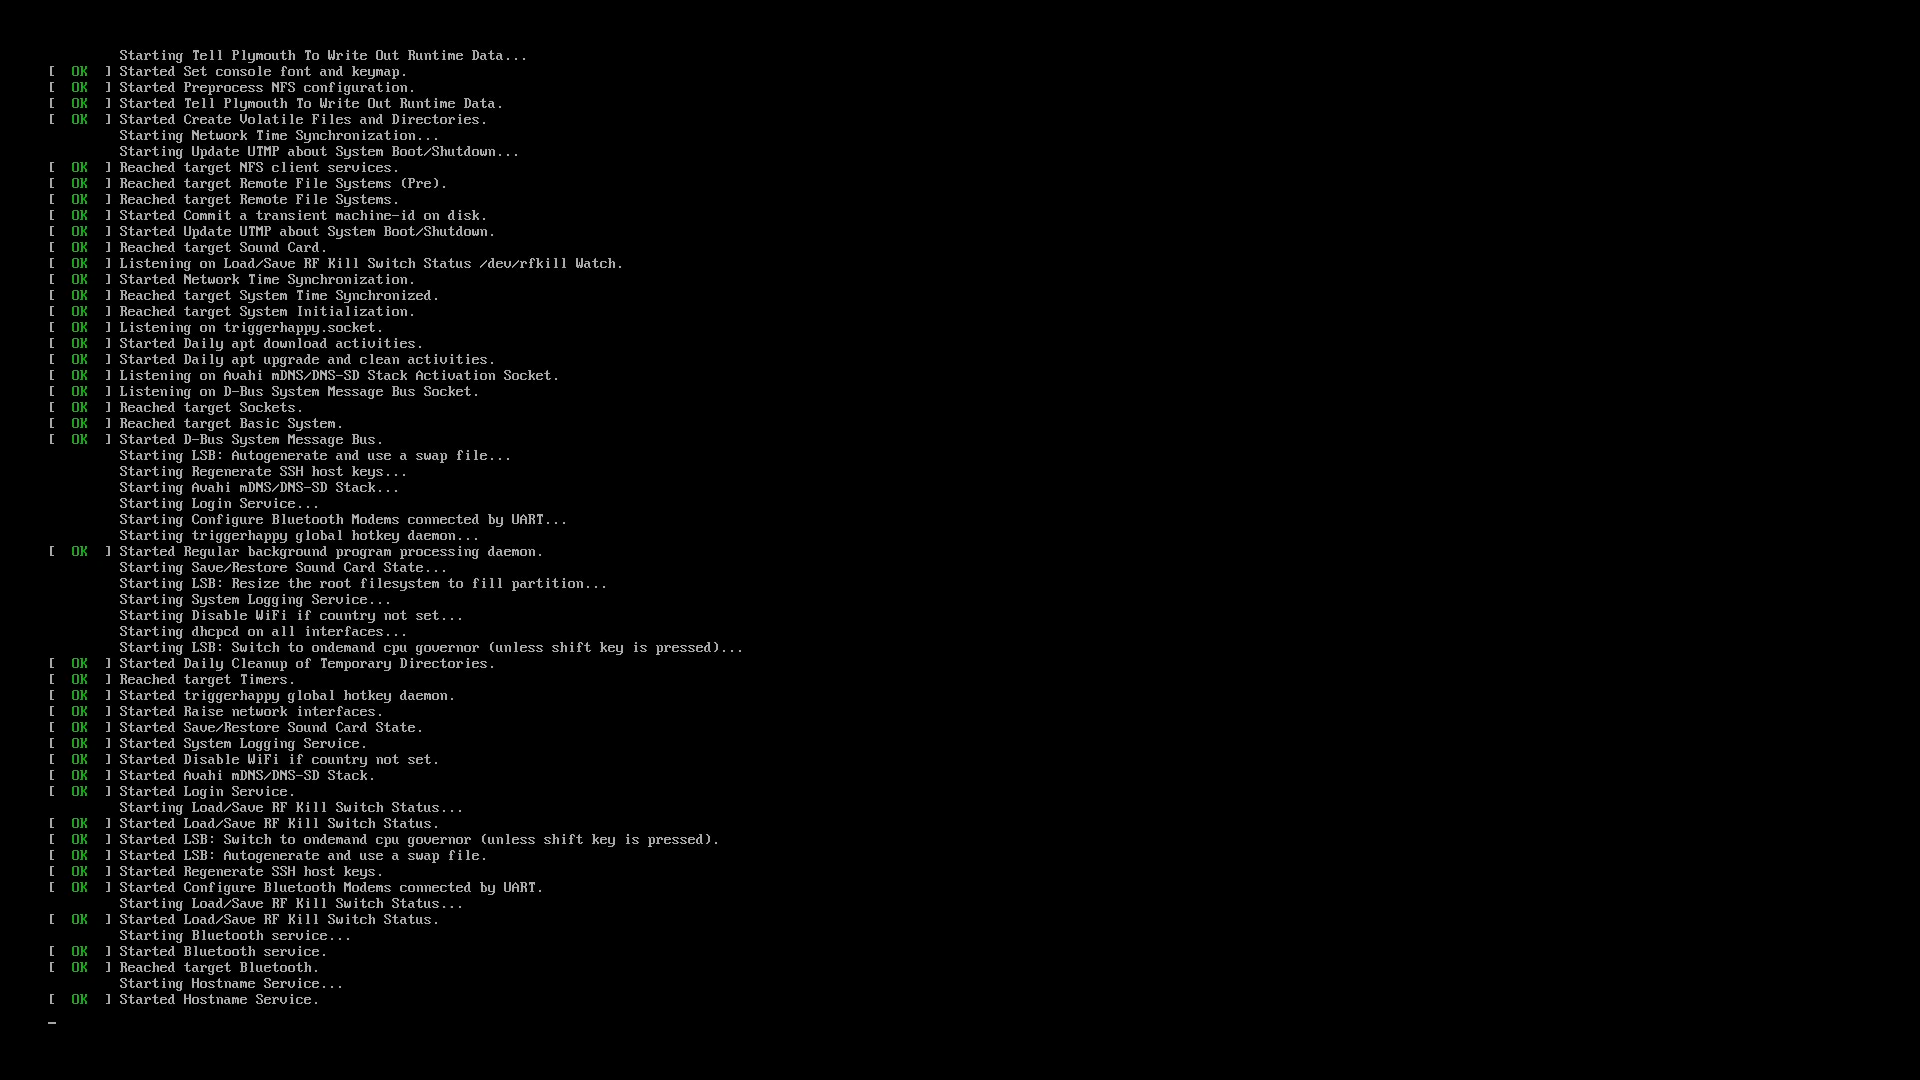 Starting Tell Plymouth To Write Out Runtime Data...
[  OK  ] Started Set console font and keymap.
[  OK  ] Started Preprocess NFS configuration.
[  OK  ] Started Tell Plymouth To Write Out Runtime Data.
[  OK  ] Started Create Volatile Files and Directories.
Starting Network Time Synchronization...
Starting Update UTMP about System Boot/Shutdown...
[  OK  ] Reached target NFS client services.
[  OK  ] Reached target Remote File Systems (Pre).
[  OK  ] Reached target Remote File Systems.
[  OK  ] Started Commit a transient machine-id on disk.
[  OK  ] Started Update UTMP about System Boot/Shutdown.
[  OK  ] Reached target Sound Card.
[  OK  ] Listening on Load/Save RF Kill Switch Status /dev/rfkill Watch.
[  OK  ] Started Network Time Synchronization.
[  OK  ] Reached target System Time Synchronized.
[  OK  ] Reached target System Initialization.
[  OK  ] Listening on triggerhappy.socket.
[  OK  ] Started Daily apt download activities.
[  OK  ] Started Daily apt upgrade and clean activities.
[  OK  ] Listening on Avahi mDNS/DNS-SD Stack Activation Socket.
[  OK  ] Listening on D-Bus System Message Bus Socket.
[  OK  ] Reached target Sockets.
[  OK  ] Reached target Basic System.
[  OK  ] Started D-Bus System Message Bus.
Starting LSB: Autogenerate and use a swap file...
Starting Regenerate SSH host keys...
Starting Avahi mDNS/DNS-SD Stack...
Starting Login Service...
Starting Configure Bluetooth Modems connected by UART...
Starting triggerhappy global hotkey daemon...
[  OK  ] Started Regular background program processing daemon.
Starting Save/Restore Sound Card State...
Starting LSB: Resize the root filesystem to fill partition...
Starting System Logging Service...
Starting Disable WiFi if country not set...
Starting dhcpcd on all interfaces...
Starting LSB: Switch to ondemand cpu governor (unless shift key is pressed)...
[  OK  ] Started Daily Cleanup of Temporary Directories.
[  OK  ] Reached target Timers.
[  OK  ] Started triggerhappy global hotkey daemon.
[  OK  ] Started Raise network interfaces.
[  OK  ] Started Save/Restore Sound Card State.
[  OK  ] Started System Logging Service.
[  OK  ] Started Disable WiFi if country not set.
[  OK  ] Started Avahi mDNS/DNS-SD Stack.
[  OK  ] Started Login Service.
Starting Load/Save RF Kill Switch Status...
[  OK  ] Started Load/Save RF Kill Switch Status.
[  OK  ] Started LSB: Switch to ondemand cpu governor (unless shift key is pressed).
[  OK  ] Started LSB: Autogenerate and use a swap file.
[  OK  ] Started Regenerate SSH host keys.
[  OK  ] Started Configure Bluetooth Modems connected by UART.
Starting Load/Save RF Kill Switch Status...
[  OK  ] Started Load/Save RF Kill Switch Status.
Starting Bluetooth service...
[  OK  ] Started Bluetooth service.
[  OK  ] Reached target Bluetooth.
Starting Hostname Service...
[  OK  ] Started Hostname Service.
_